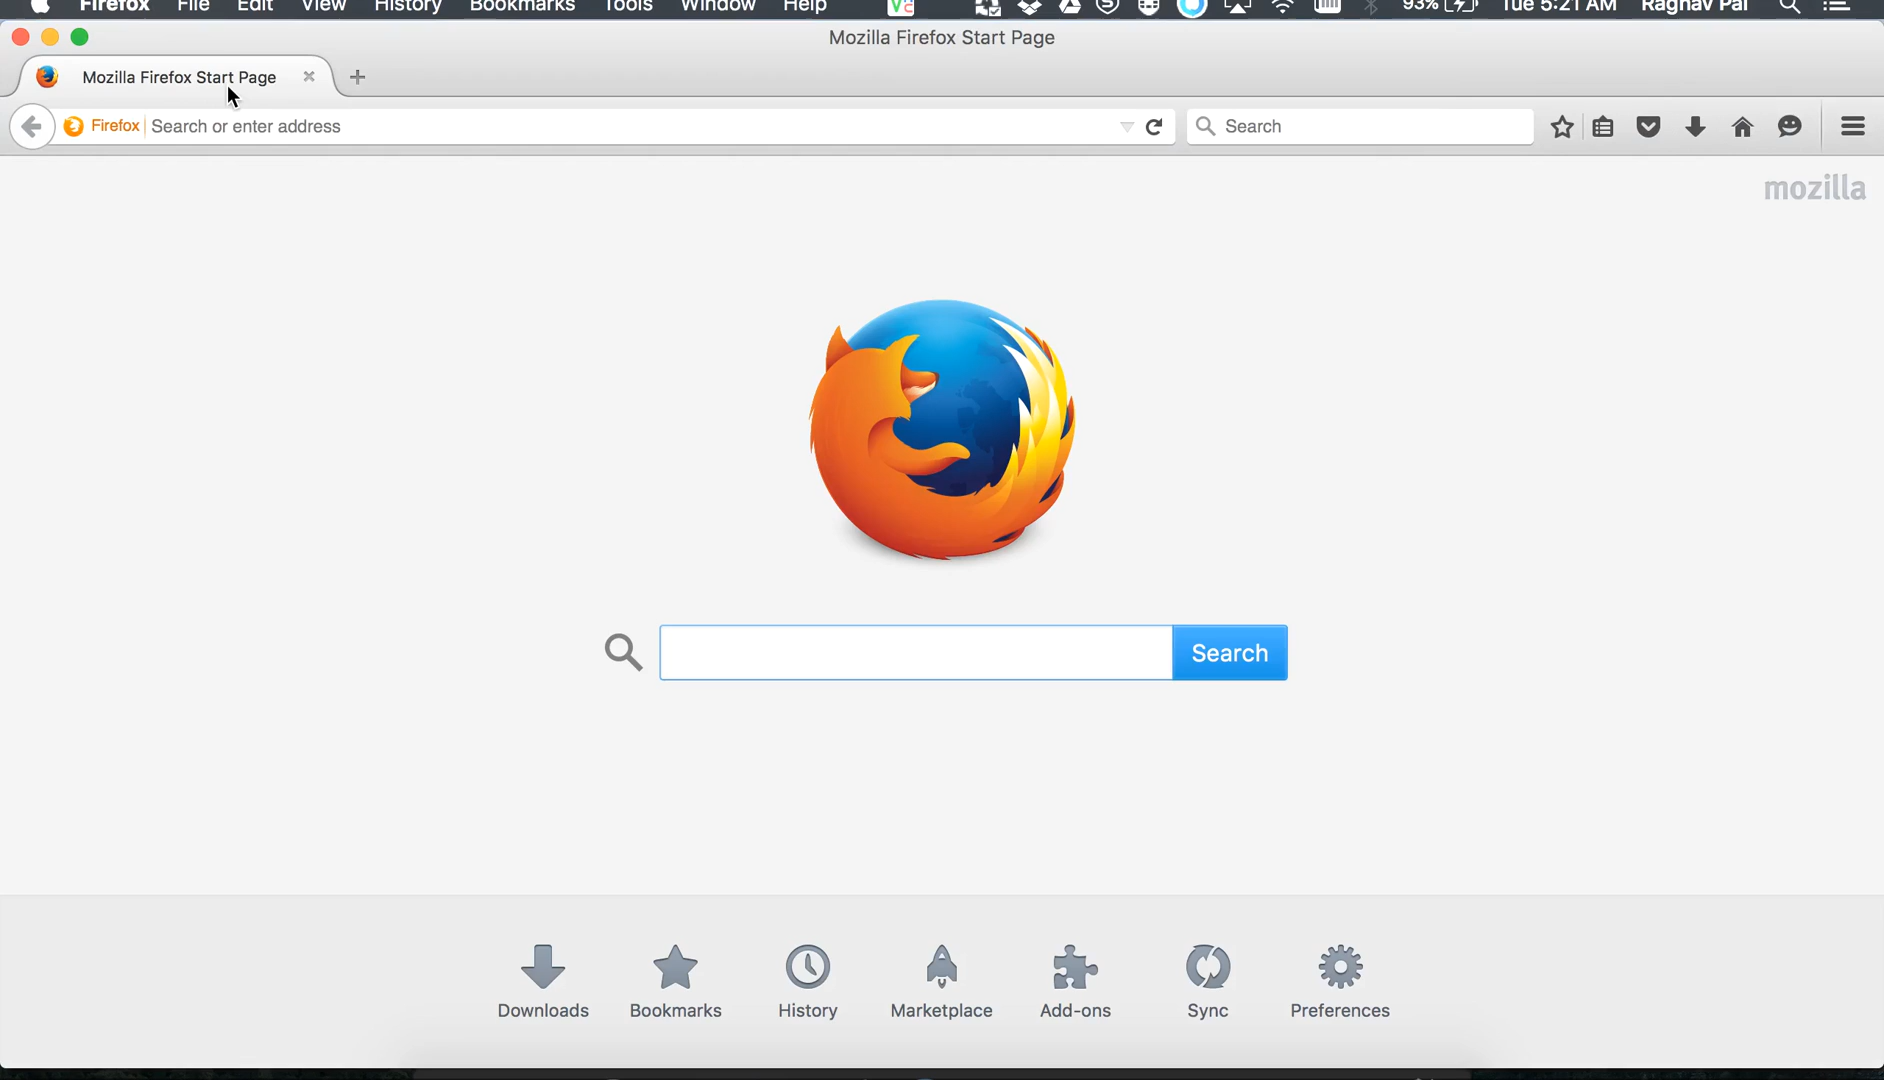 Firefox File Edit View History Bookmarks Tools Window Help 93% Tue 5:21 AM Raghav Pal
Mozilla Firefox Start Page
Mozilla Firefox Start Page
Firefox Search or enter address Search
mozilla
Search
Downloads Bookmarks History Marketplace Add-ons Sync Preferences